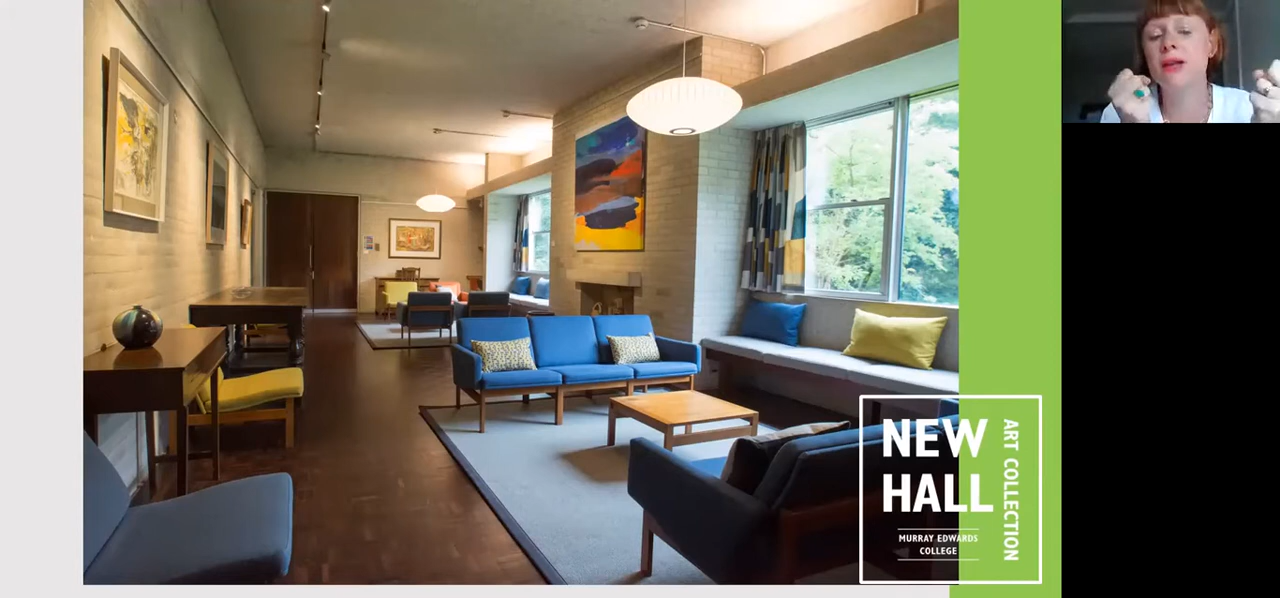 NEW
HALL
ART COLLECTION
MURRAY EDWARDS
COLLEGE